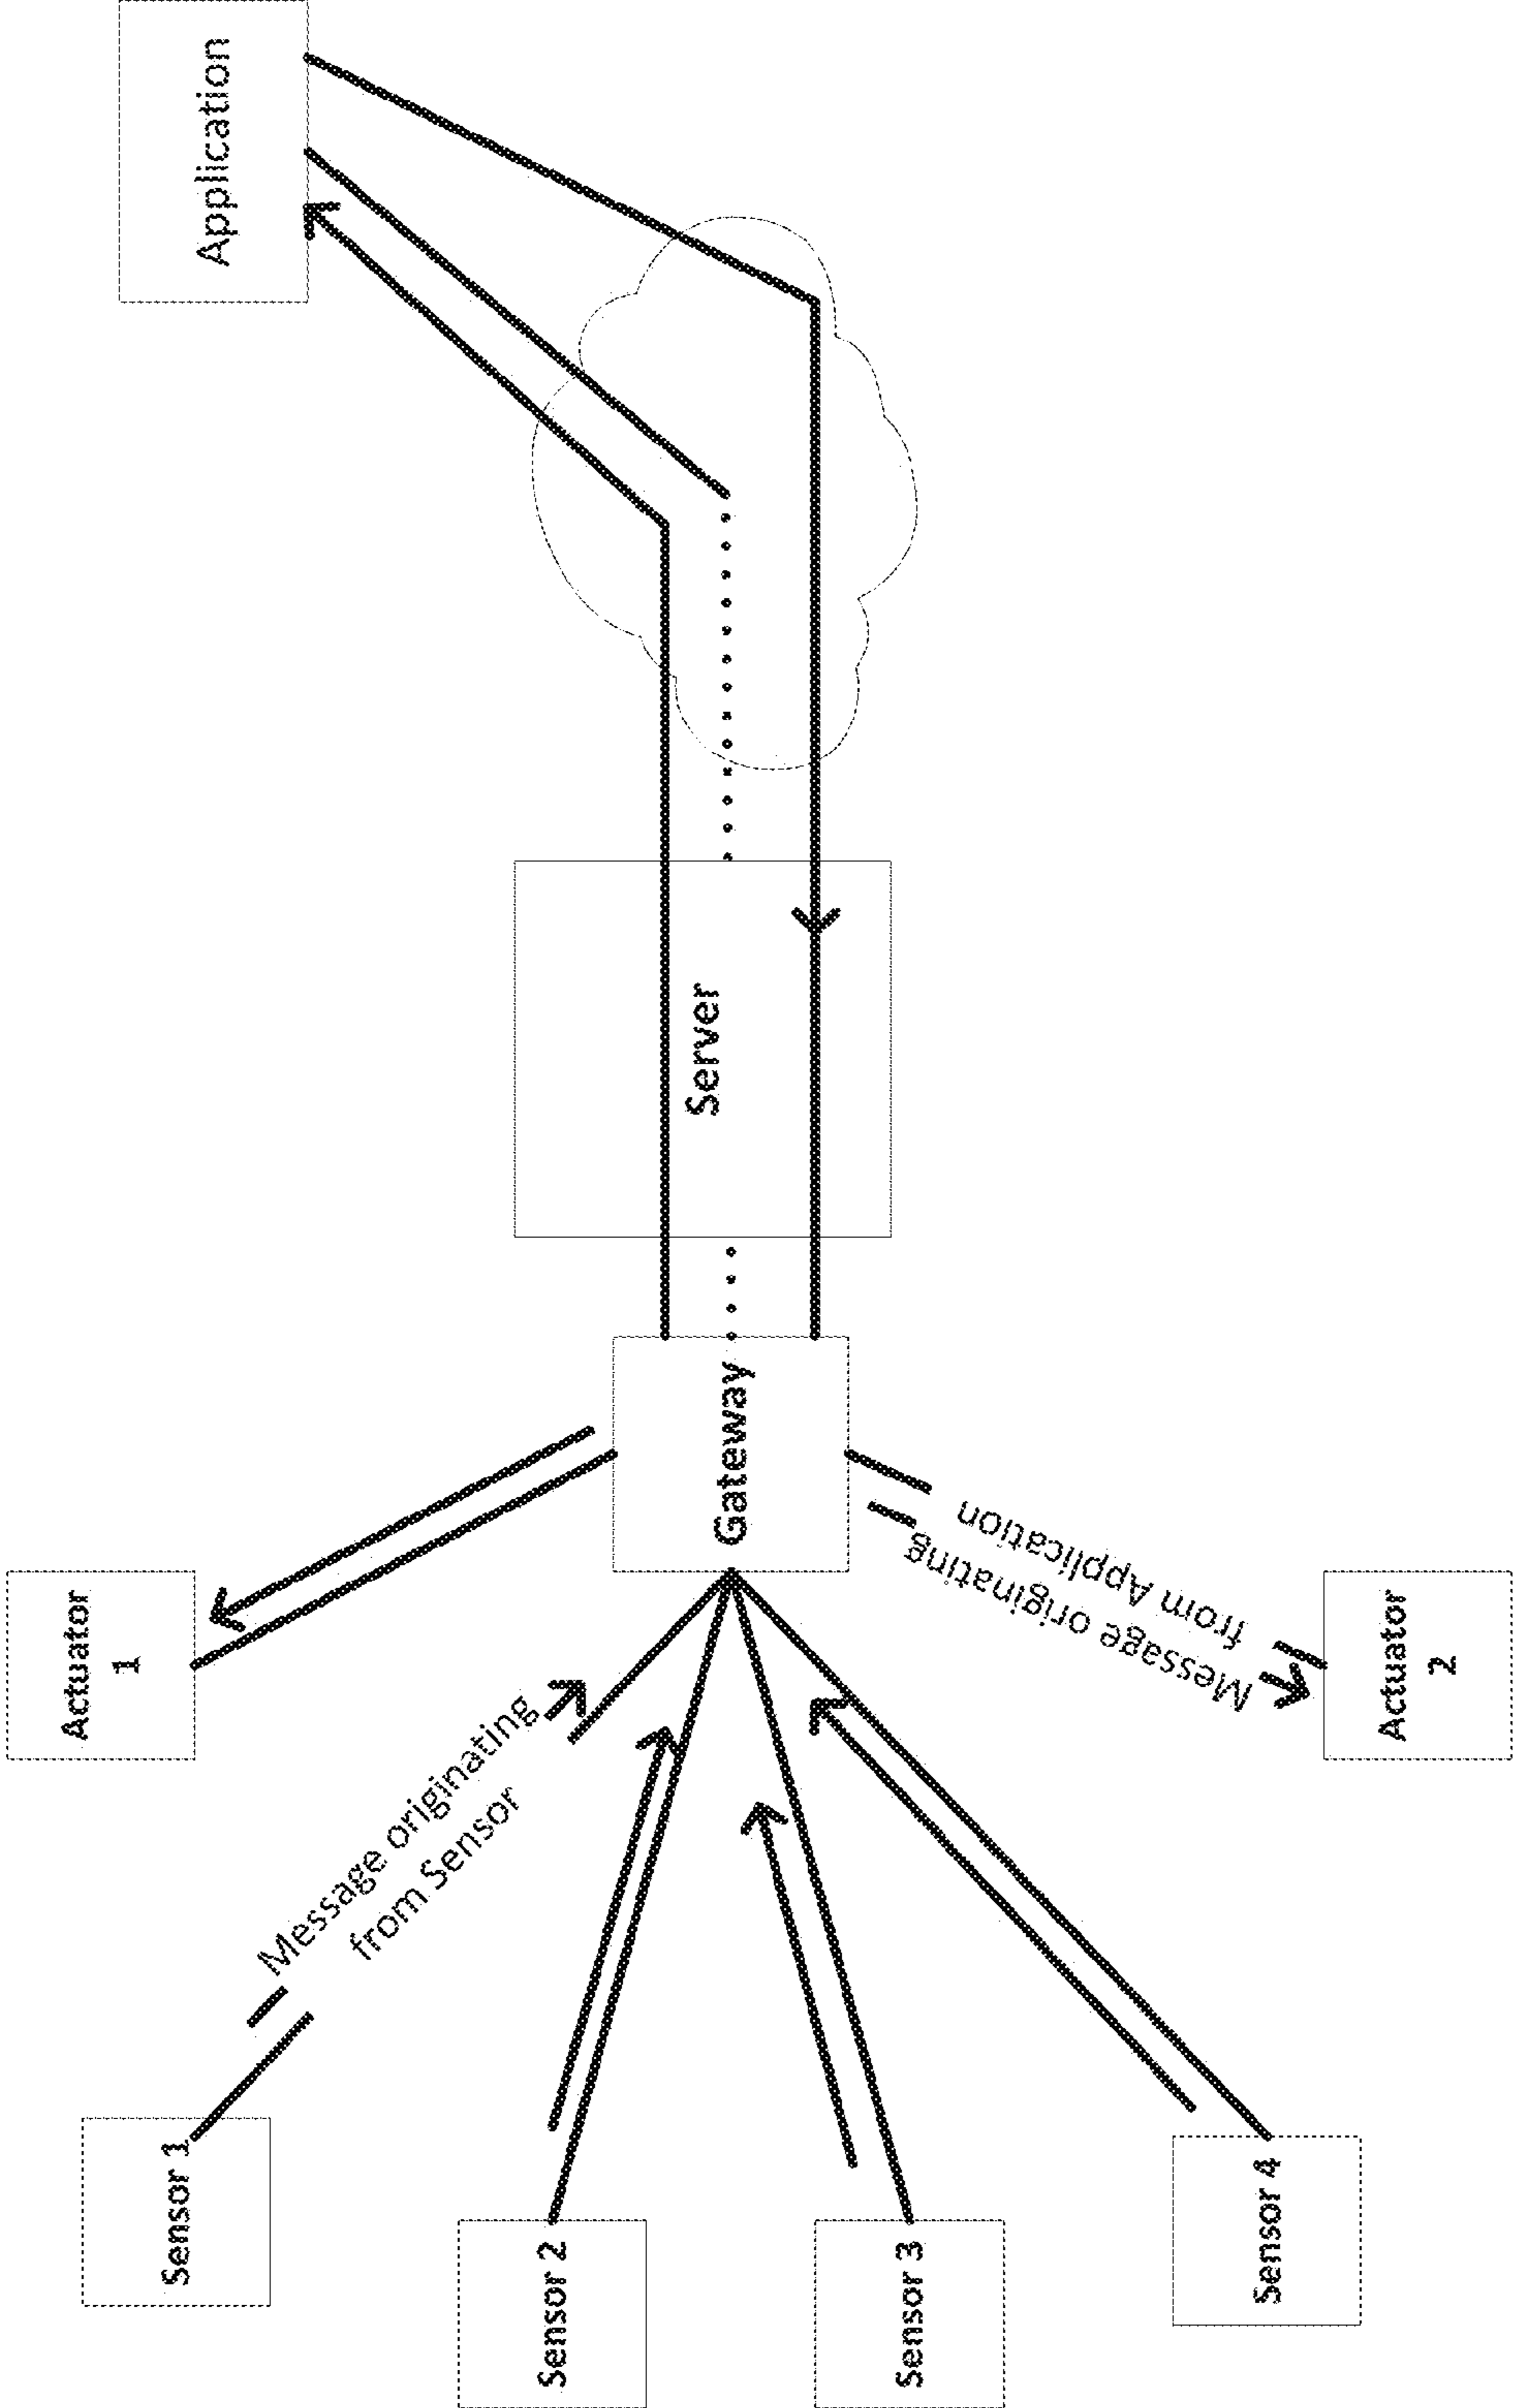 Sensor 1
Sensor 2
Sensor 3
Sensor 4
Message originating
from Sensor
Actuator
1
Gateway
Message originating
from Application
Actuator
2
Server
Application